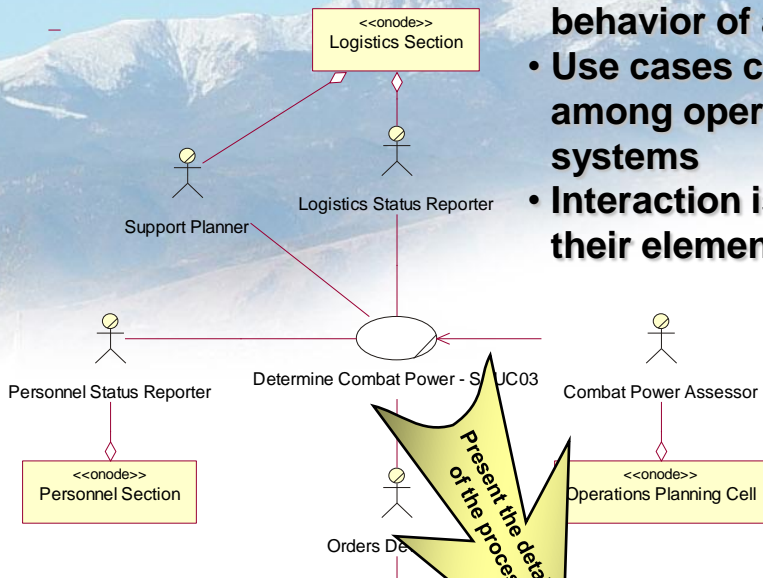 behavior of a
• Use cases c
among oper
systems
• Interaction is
their elemen
<<onode>>
Logistics Section
Support Planner
Logistics Status Reporter
Personnel Status Reporter
Determine Combat Power - S UC03
Combat Power Assessor
<<onode>>
Personnel Section
<<onode>>
Operations Planning Cell
Orders De
Present the deta
of the proces